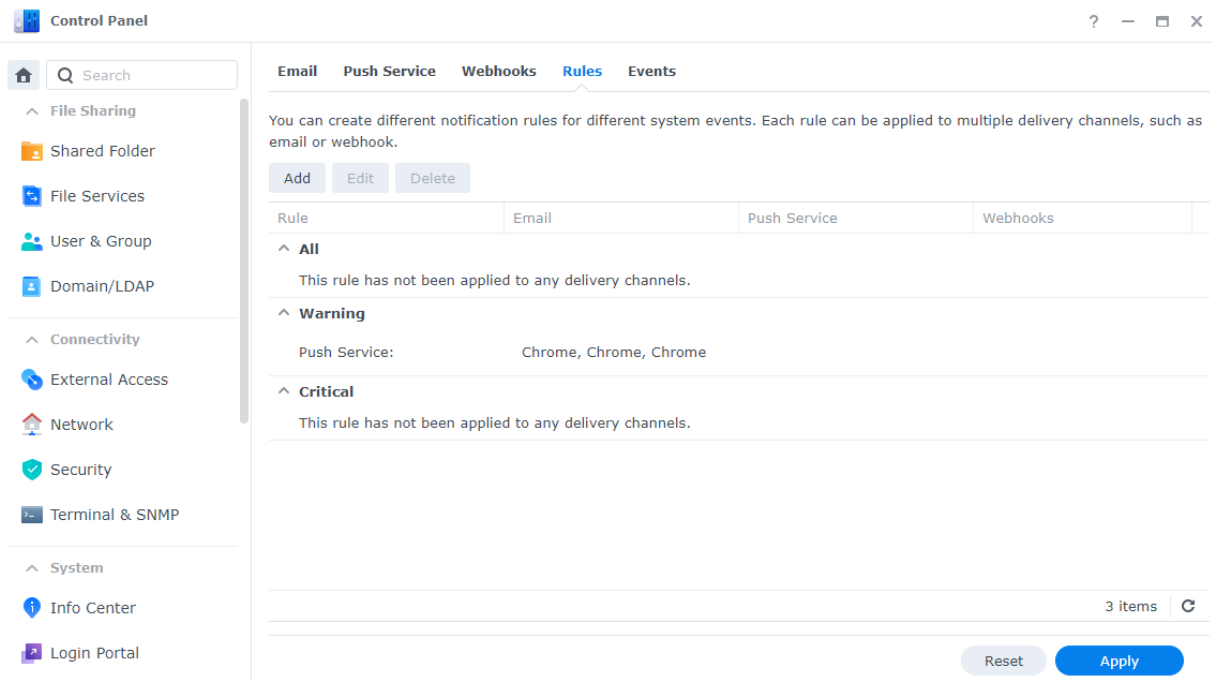 Control Panel
?
Search
File Sharing
Shared Folder
File Services
User & Group
Domain/LDAP
Connectivity
External Access
Network
Security
Terminal & SNMP
System
Info Center
Login Portal
Email Push Service Webhooks Rules Events
You can create different notification rules for different system events. Each rule can be applied to multiple delivery channels, such as
email or webhook.
Add Edit Delete
Rule Email Push Service Webhooks
All
This rule has not been applied to any delivery channels.
Warning
Push Service: Chrome, Chrome, Chrome
Critical
This rule has not been applied to any delivery channels.
3 items
Reset Apply